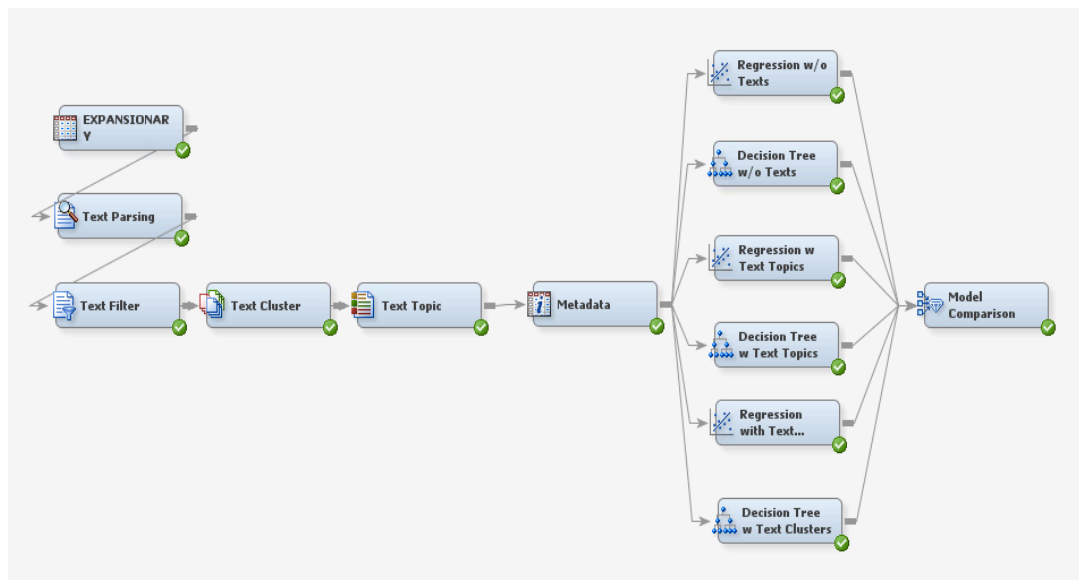 EXPANSIONAR
Y
Text Parsing
Text Filter
Text Cluster
Text Topic
Metadata
Regression w/o
Texts
Decision Tree
w/o Texts
Regression w
Text Topics
Decision Tree
w Text Topics
Regression
with Text...
Decision Tree
w Text Clusters
Model
Comparison